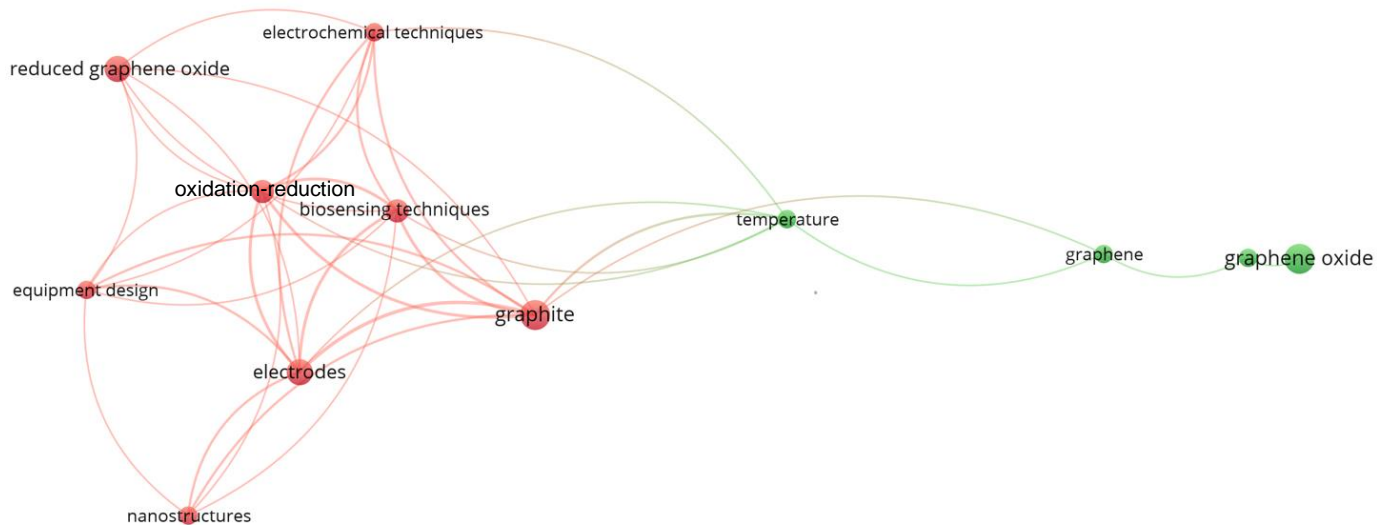 electrochemical techniques
reduced graphene oxide
oxidation-reduction
biosensing techniques
temperature
graphene
graphene oxide
equipment design
graphite
electrodes
nanostructures